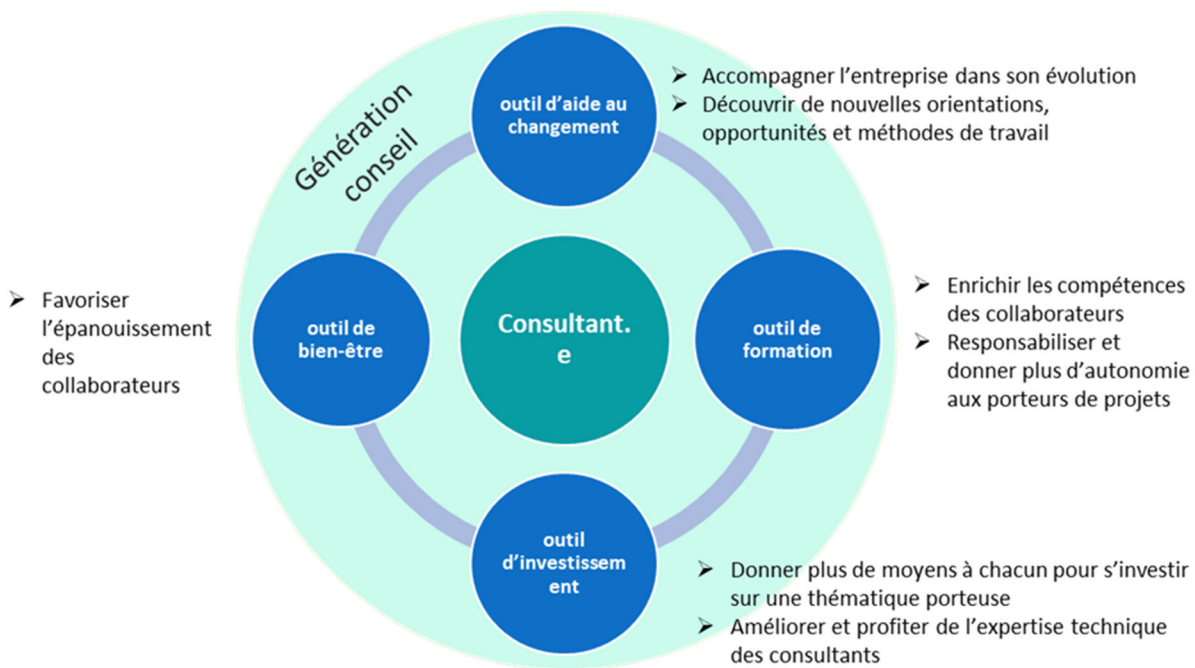 Génération
conseil
outil d'aide au
changement
➢ Accompagner l'entreprise dans son évolution
➢ Découvrir de nouvelles orientations,
opportunités et méthodes de travail
➢ Favoriser
l'épanouissement
des
collaborateurs
outil de
bien-être
Consultant.
e
outil de
formation
➢ Enrichir les compétences
des collaborateurs
➢ Responsabiliser et
donner plus d'autonomie
aux porteurs de projets
outil
d'investissem
ent
➢ Donner plus de moyens à chacun pour s'investir
sur une thématique porteuse
➢ Améliorer et profiter de l'expertise technique
des consultants